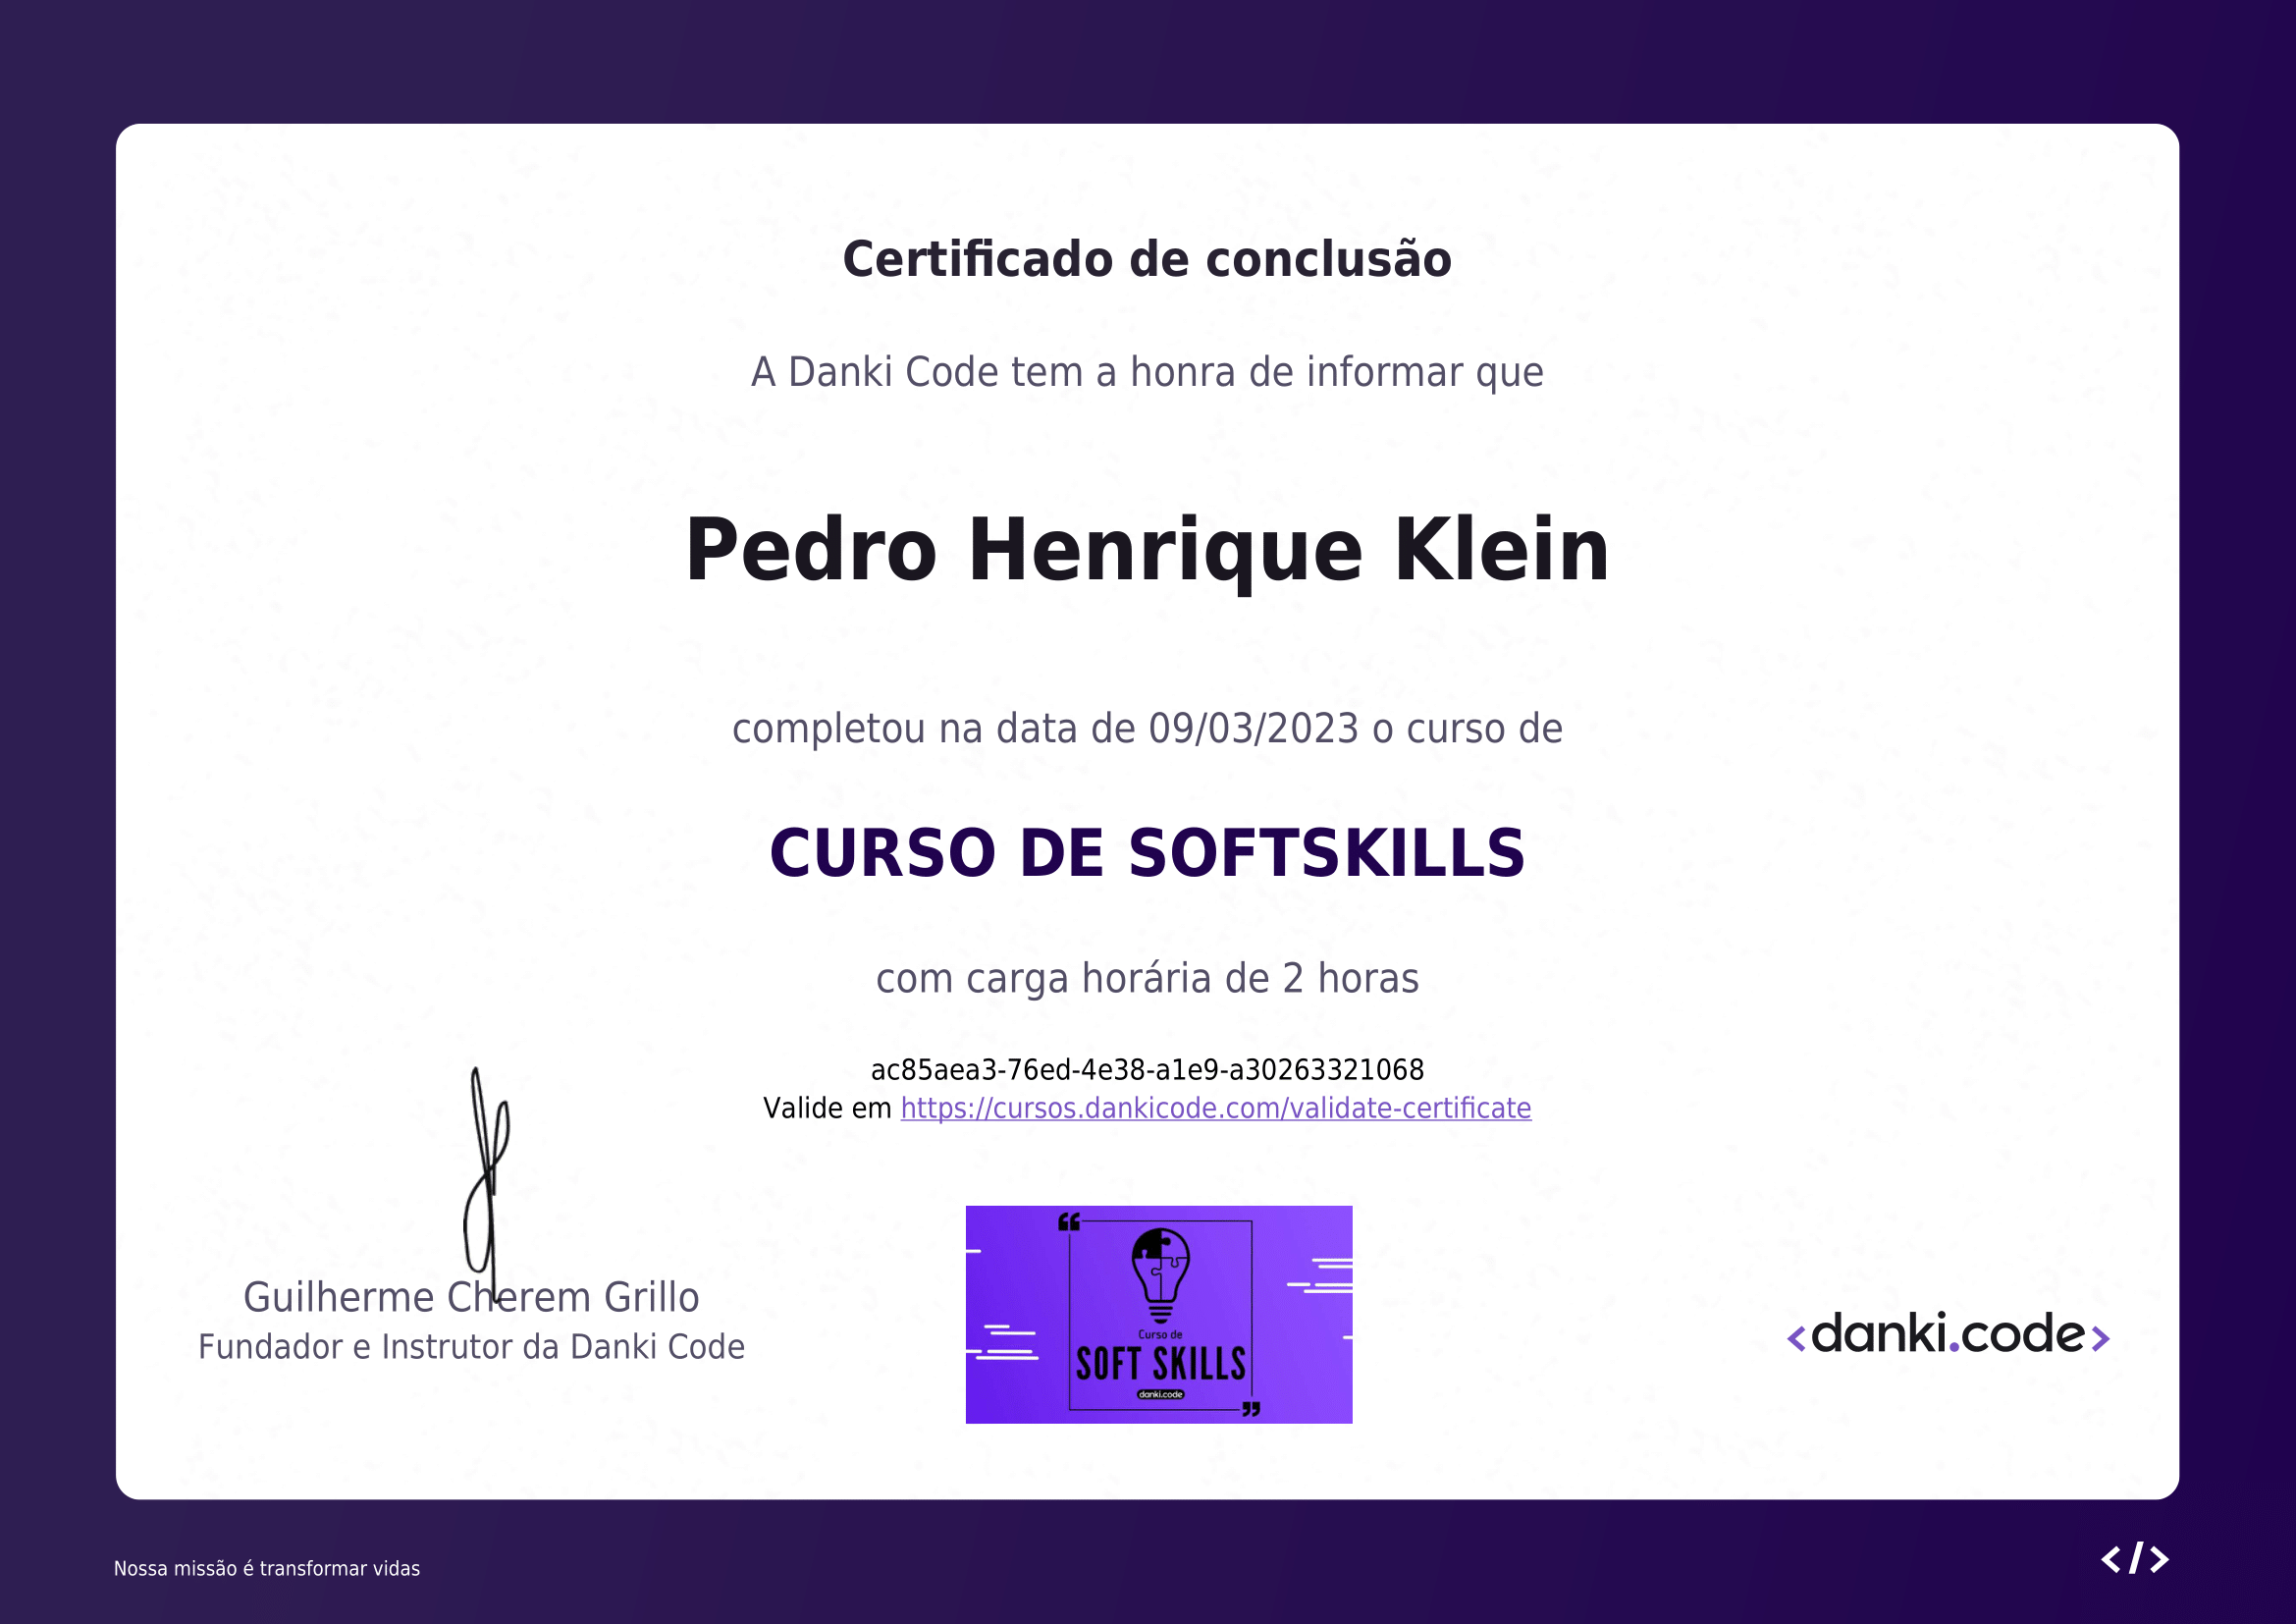 Certificado de conclusão
A Danki Code tem a honra de informar que
Pedro Henrique Klein
completou na data de 09/03/2023 o curso de
CURSO DE SOFTSKILLS
com carga horária de 2 horas
ac85aea3-76ed-4e38-a1e9-a30263321068
Valide em https://cursos.dankicode.com/validate-certificate
Guilherme Cherem Grillo
Fundador e Instrutor da Danki Code
“
Curso de
SOFT SKILLS
danki.code
”
<danki.code>
Nossa missão é transformar vidas
</>